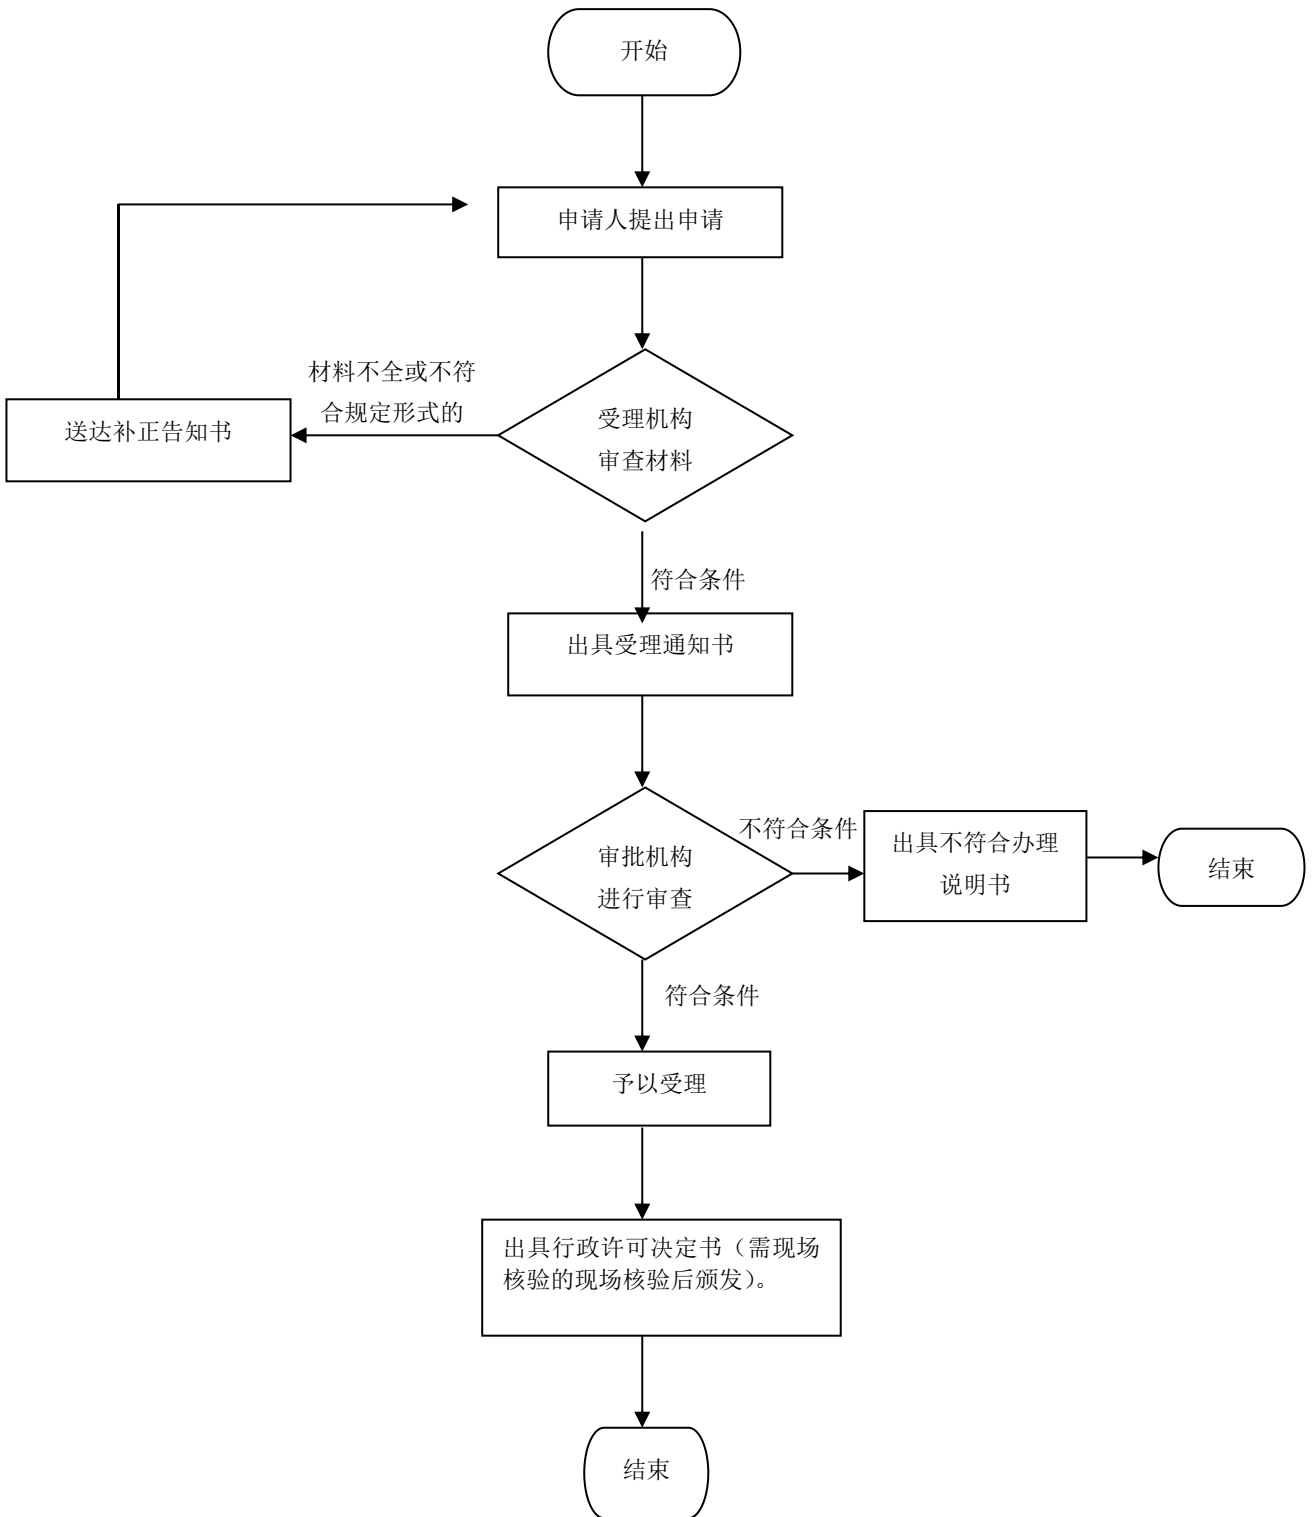 开始
申请人提出申请
材料不全或不符
合规定形式的
送达补正告知书
受理机构
审查材料
符合条件
出具受理通知书
不符合条件
审批机构
进行审查
出具不符合办理
说明书
结束
符合条件
予以受理
出具行政许可决定书（需现场
核验的现场核验后颁发）。
结束